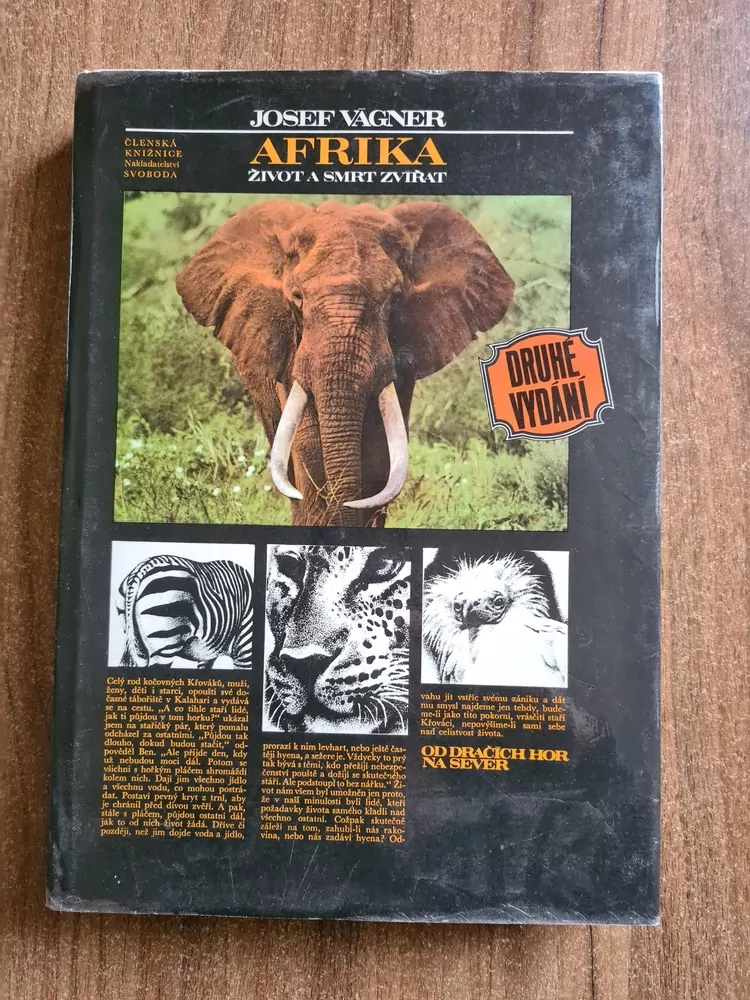 JOSEF VÁGNER
AFRIKA
ŽIVOT A SMRT ZVÍŘAT
ČLENSKÁ
KNIŽNICE
Nakladatelství
SVOBODA
DRUHÉ
VYDÁNÍ
Celý rod kočovných Křováků, muži,
ženy, děti i starci, opouští své do-
časné tábořiště v Kalahari a vydává
se na cestu. „A co tihle staří lidé,
jak ti půjdou v tom horku?“ ukázal
jsem na stařičký pár, který pomalu
odcházel za ostatními. „Půjdou tak
dlouho, dokud budou stačit,“ od-
pověděl Ben. „Ale přijde den, kdy
už nebudou moci dál. Potom se
všichni s hořkým pláčem shromáždí
kolem nich. Dají jim všechno jídlo
a všechnu vodu, co mohou postrá-
dat. Postaví pevný kryt z trní, aby
je chránil před divou zvěří. A pak,
stále s pláčem, půjdou ostatní dál,
jak to od nich život žádá. Dříve či
později, než jim dojde voda a jídlo,
prorazí k nim levhart, nebo ještě čas-
těji hyena, a sežere je. Vždycky to prý
tak bývá s těmi, kdo přežijí nebezpe-
čenství pouště a dožijí se skutečného
stáří. Ale podstoupí to bez nářku.“ Ži-
vot nám všem byl umožněn jen proto,
že v naší minulosti byli lidé, kteří
požadavky života samého kladli nad
všechno ostatní. Cožpak skutečně
záleží na tom, zahubí-li nás rako-
vina, nebo nás zadáví hyena? Od-
vahu jít vstříc svému zániku a dát
mu smysl najdeme jen tehdy, bude-
me-li jako tito pokorní, vrásčití staří
Křováci, nepovýšíme-li sami sebe
nad celistvost života.
OD DRAČÍCH HOR
NA SEVER